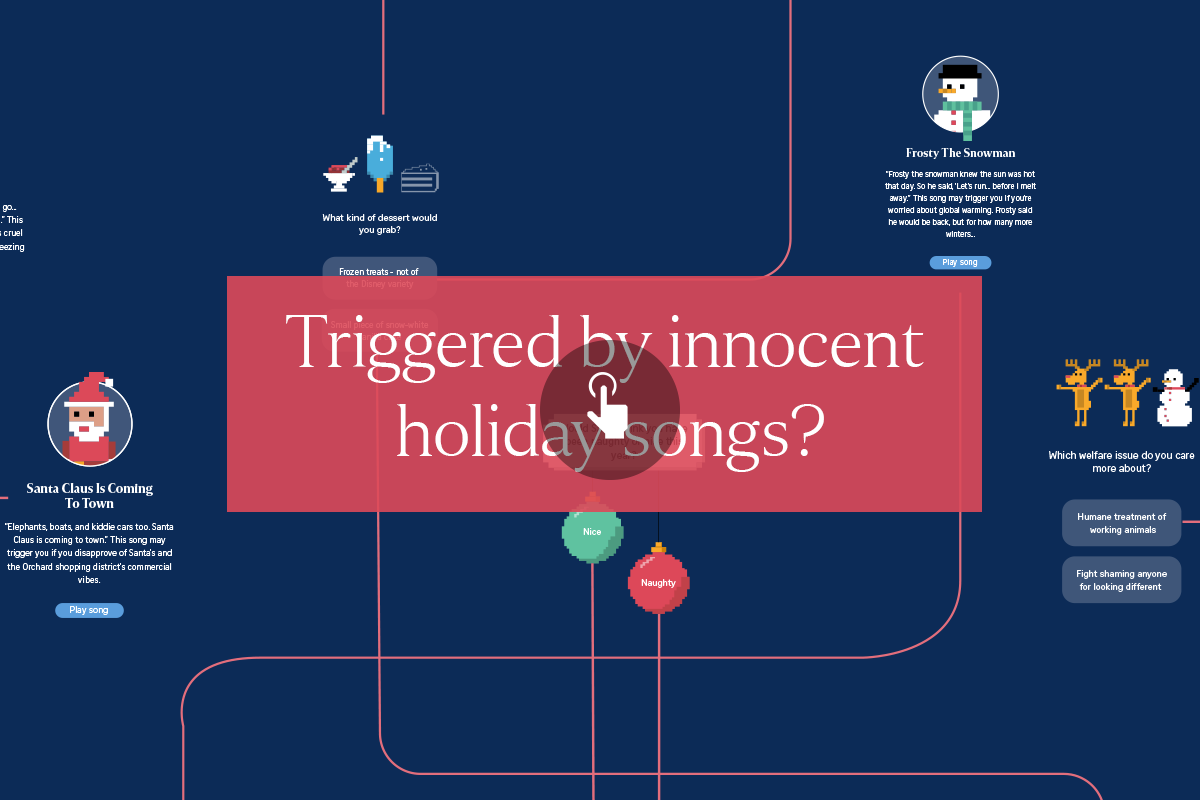 go...
." This
cruel
eezing
What kind of dessert would
you grab?
Frozen treats - not of
the Disney variety
Small piece of snow-white
Frosty The Snowman
"Frosty the snowman knew the sun was hot
that day. So he said, 'Let's run... before I melt
away." This song may trigger you if you're
worried about global warming. Frosty said
he would be back, but for how many more
winters...
Play song
Triggered by innocent
holiday songs?
Santa Claus Is Coming
To Town
"Elephants, boats, and kiddie cars too. Santa
Claus is coming to town." This song may
trigger you if you disapprove of Santa's and
the Orchard shopping district's commercial
vibes.
Play song
Nice
Naughty
Which welfare issue do you care
more about?
Humane treatment of
working animals
Fight shaming anyone
for looking different